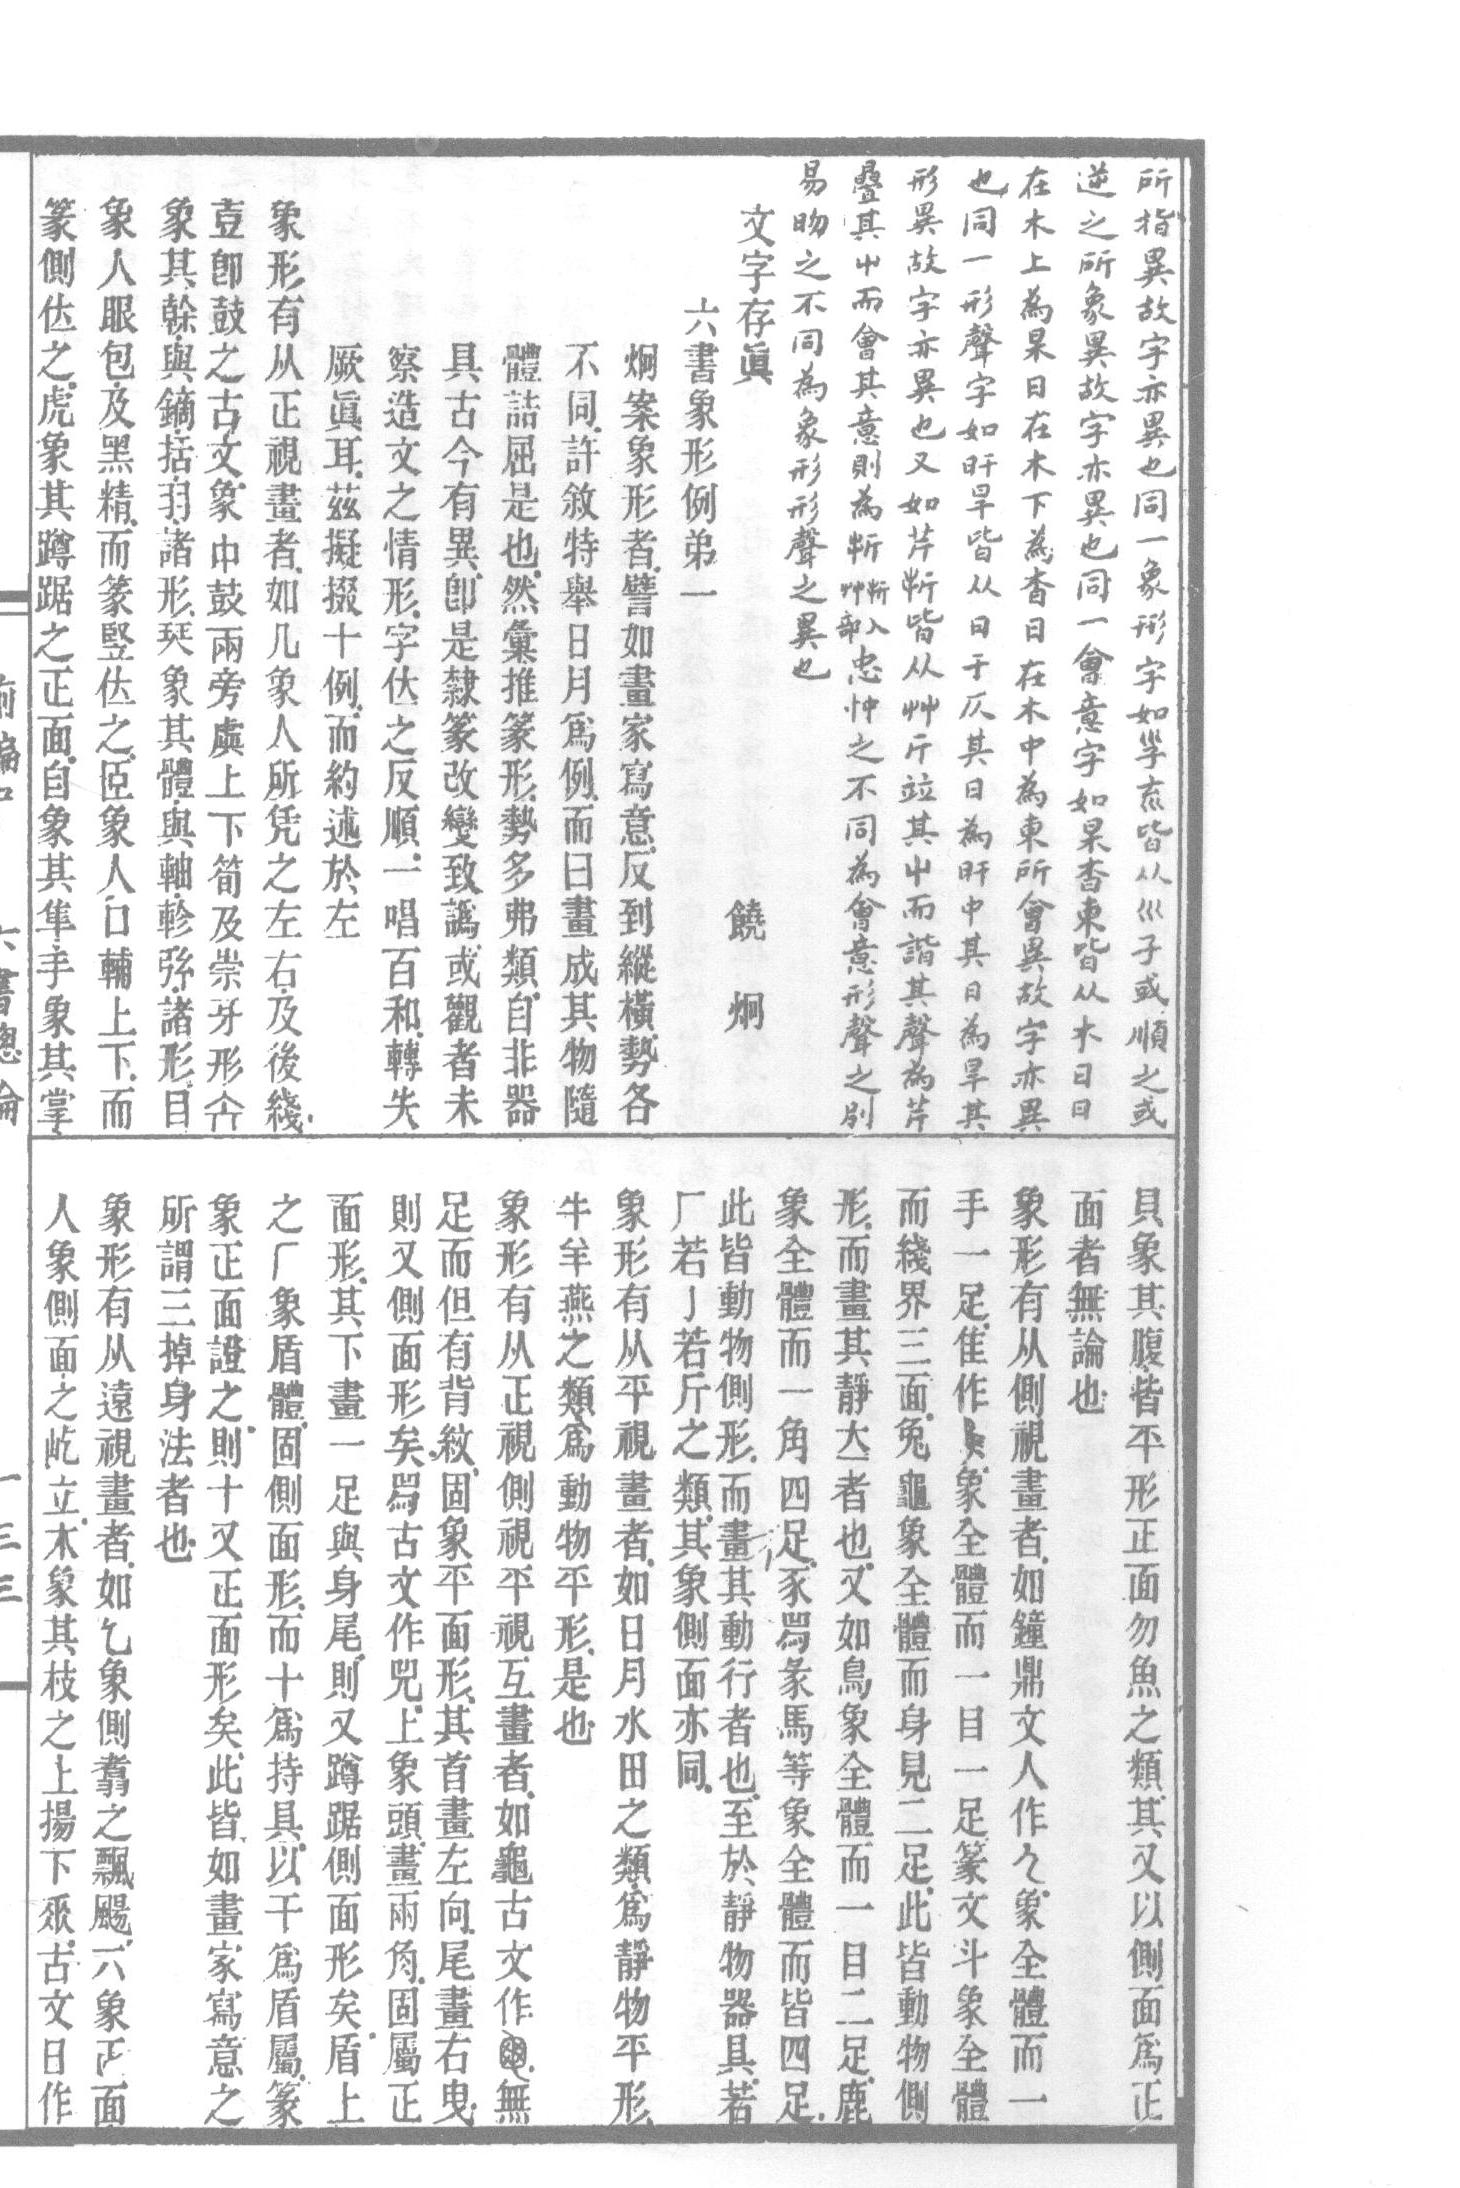 所指異故字亦異也同一象形字如𡴎㐬皆从巛子或順之或
逆之所象異故字亦異也同一會意字如杲杳東皆从木日日
在木上為杲日在木下為杳日在木中為東所會異故字亦異
也同一形聲字如旰旱皆从日干仄其日為旰中其日為旱其
形異故字亦異也又如芹斬皆从艸斤竝其屮而諧其聲為芹
疊其屮而會其意則為斬艸部忠忡之不同為會意形聲之別
易昒之不同為象形形聲之異也
文字存眞
饒炯
六書象形例弟一
炯案象形者譬如畫家寫意反到縱橫勢各
不同許敘特舉日月爲例而曰畫成其物隨
體詰屈是也然彙推篆形勢多弗類自非器
具古今有異卽是隸篆改變致譌或觀者未
察造文之情形字㐲之反順一唱百和轉失
厥眞耳茲擬掇十例而約述於左
象形有从正視畫者如几象人所凭之左右及後綫
壴卽鼓之古文象中鼓兩旁虡上下筍及崇牙形
象其榦與鏑括羽諸形珡象其體與軸軫弥諸形目
象人眼包及黑精而篆竪㐲之𦣞象人口輔上下而
篆側㐲之虎象其蹲踞之正面自象其準手象其掌
貝象其腹皆平形正面勿魚之類其又以側面爲正
面者無論也
象形有从側視畫者如鐘鼎文人作象全體而一
手一足隹作象全體而一目一足篆文斗象全體
而綫界三面兔龜象全體而身見二足此皆動物側
形而畫其靜㐲者也又如鳥象全體而一目二足鹿
象全體而一角四足豕舃彖馬等象全體而皆四足
此皆動物側形而畫其動行者也至於靜物器具若
厂若亅若斤之類其象側面亦同
象形有从平視畫者如日月水田之類爲靜物平形
牛羊燕之類爲動物平形是也
象形有从正視側視平視互畫者如龜古文作無
足而但有背紋固象平面形其首畫左向尾畫右曳
則又側面形矣舃古文作兕上象頭畫兩角固屬正
面形其下畫一足與身尾則又蹲踞側面形矣盾上
之厂象盾體固側面形而十爲持具以干爲盾屬篆
象正面證之則十又正面形矣此皆如畫家寫意之
所謂三掉身法者也
象形有从遠視畫者如乞象側翥之飄颺六象正面
人象側面之屹立木象其枝之上揚下垂古文日作
六書總論
一三三